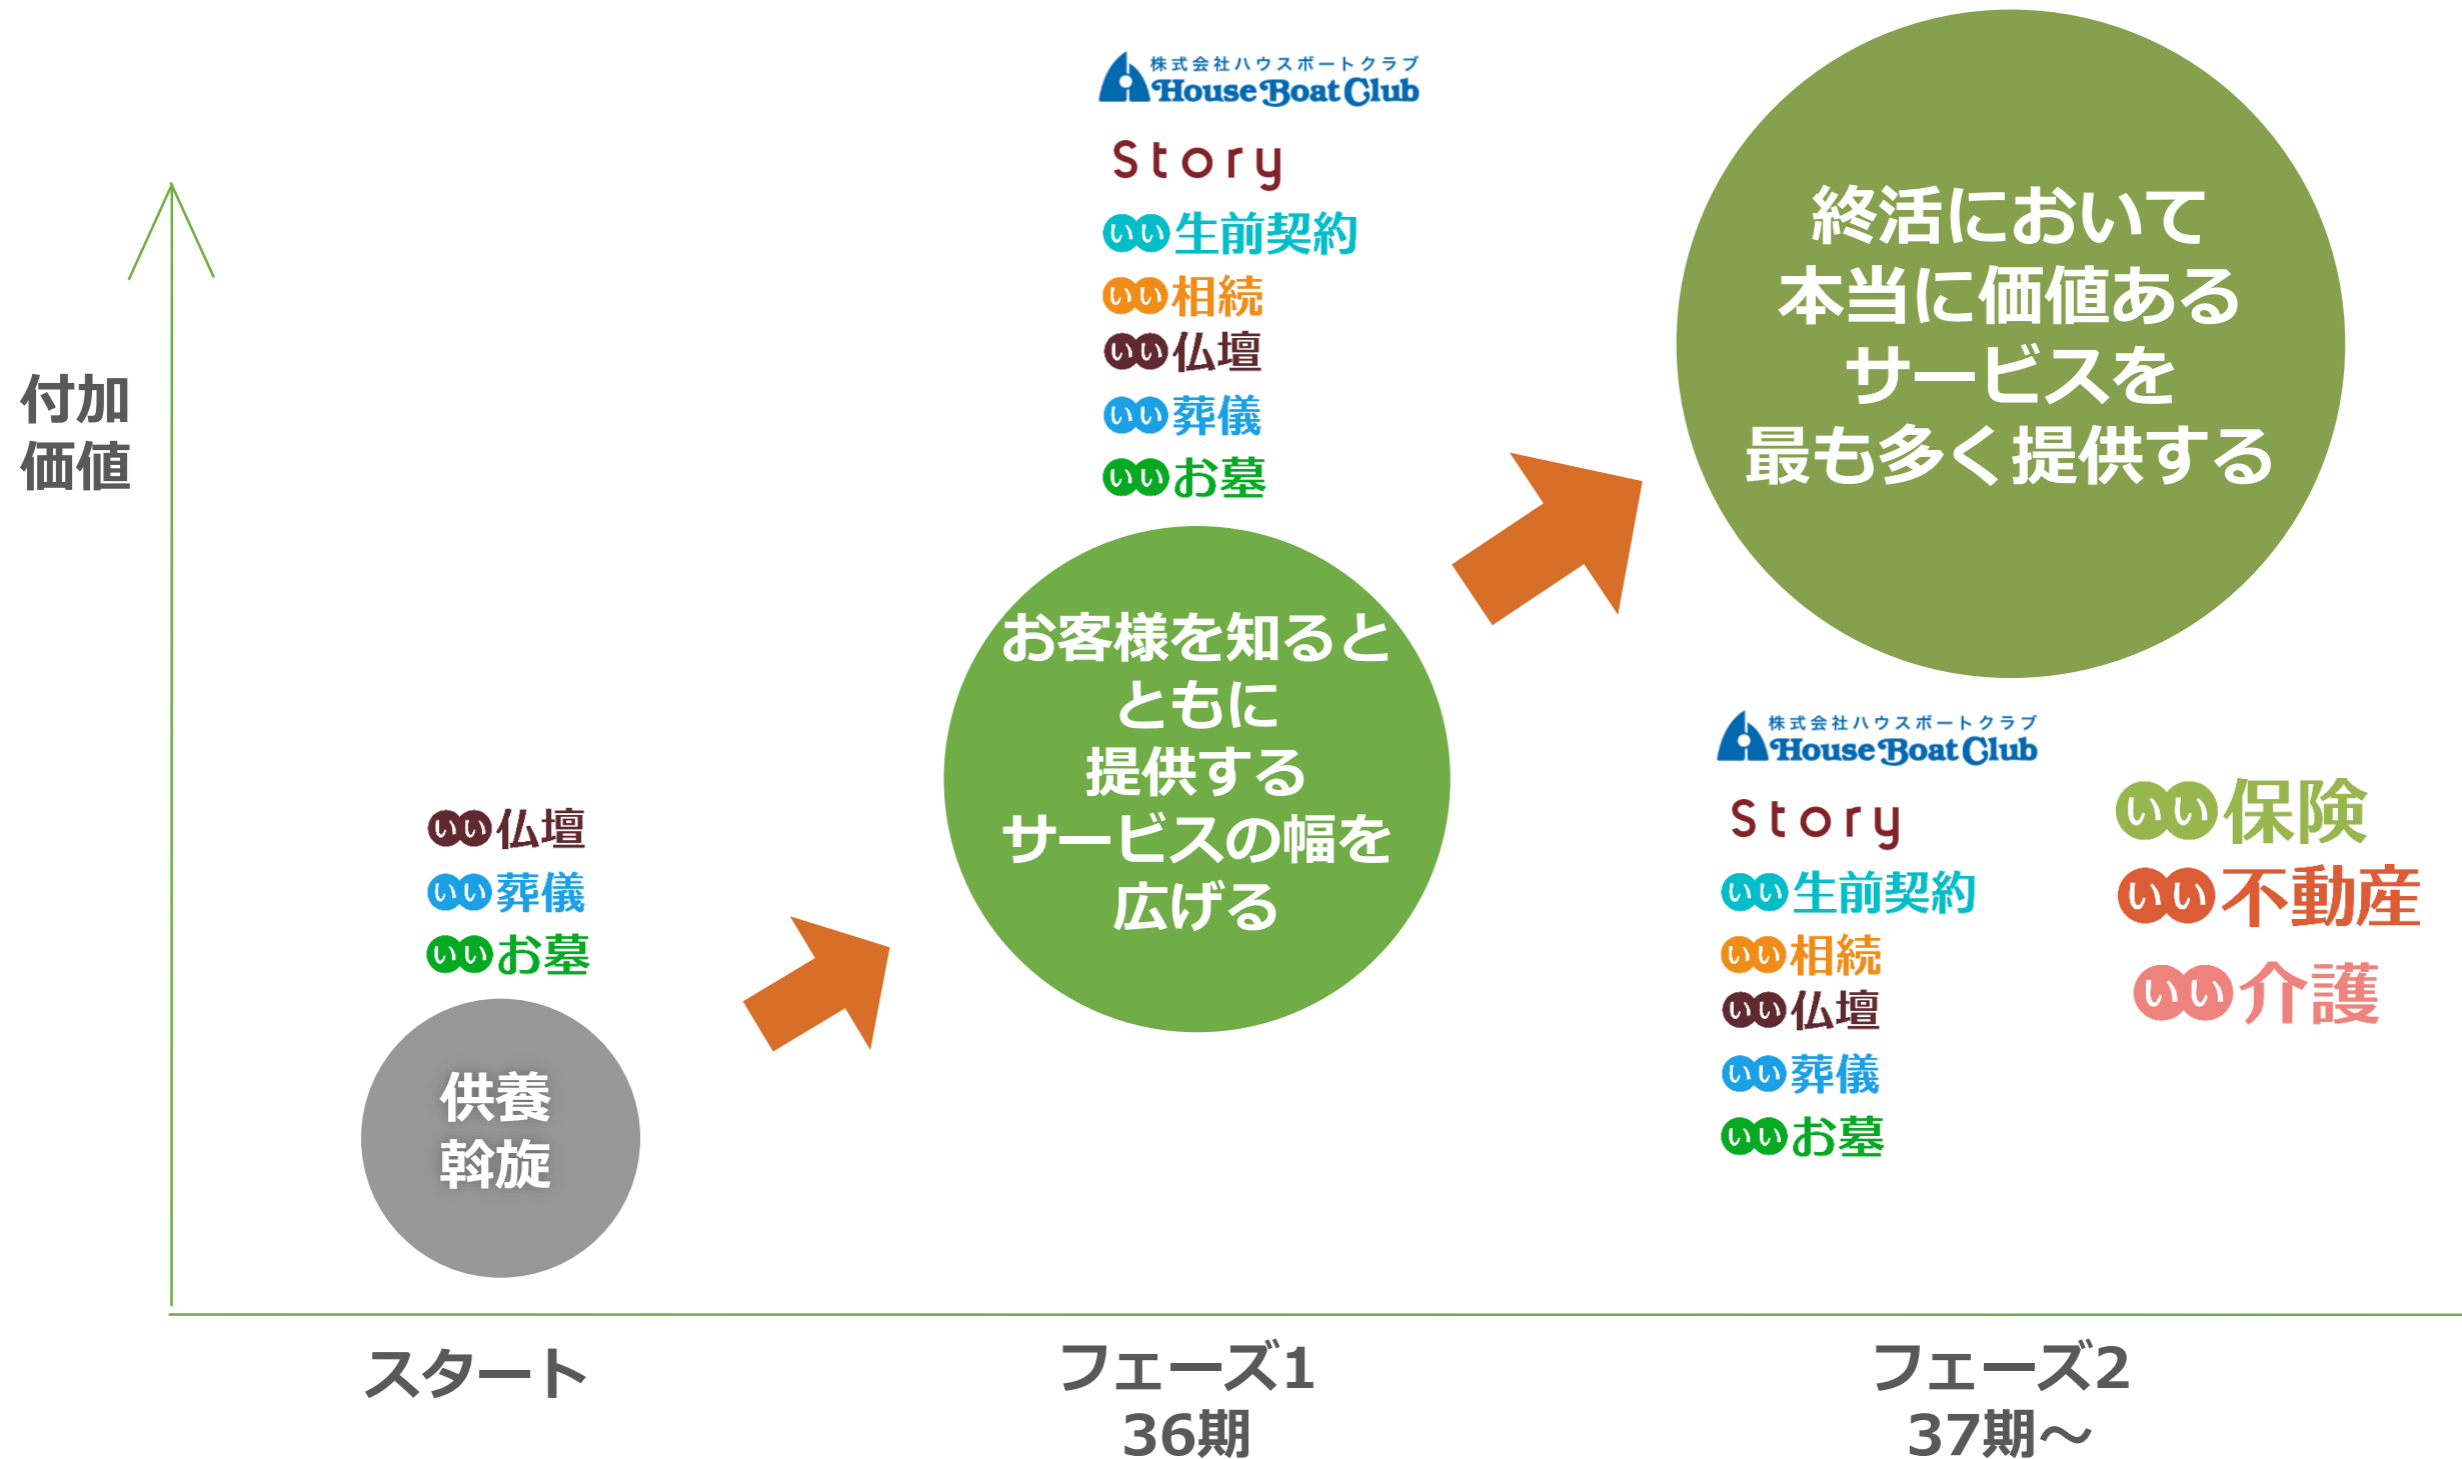 付加
価値
いい仏壇
いい葬儀
いいお墓
供養
斡旋
スタート
株式会社ハウスボートクラブ
House Boat Club
Story
いい生前契約
いい相続
いい仏壇
いい葬儀
いいお墓
お客様を知ると
ともに
提供する
サービスの幅を
広げる
フェーズ1
36期
終活において
本当に価値ある
サービスを
最も多く提供する
株式会社ハウスボートクラブ
House Boat Club
Story
いい生前契約
いい相続
いい仏壇
いい葬儀
いいお墓
いい保険
いい不動産
いい介護
フェーズ2
37期～